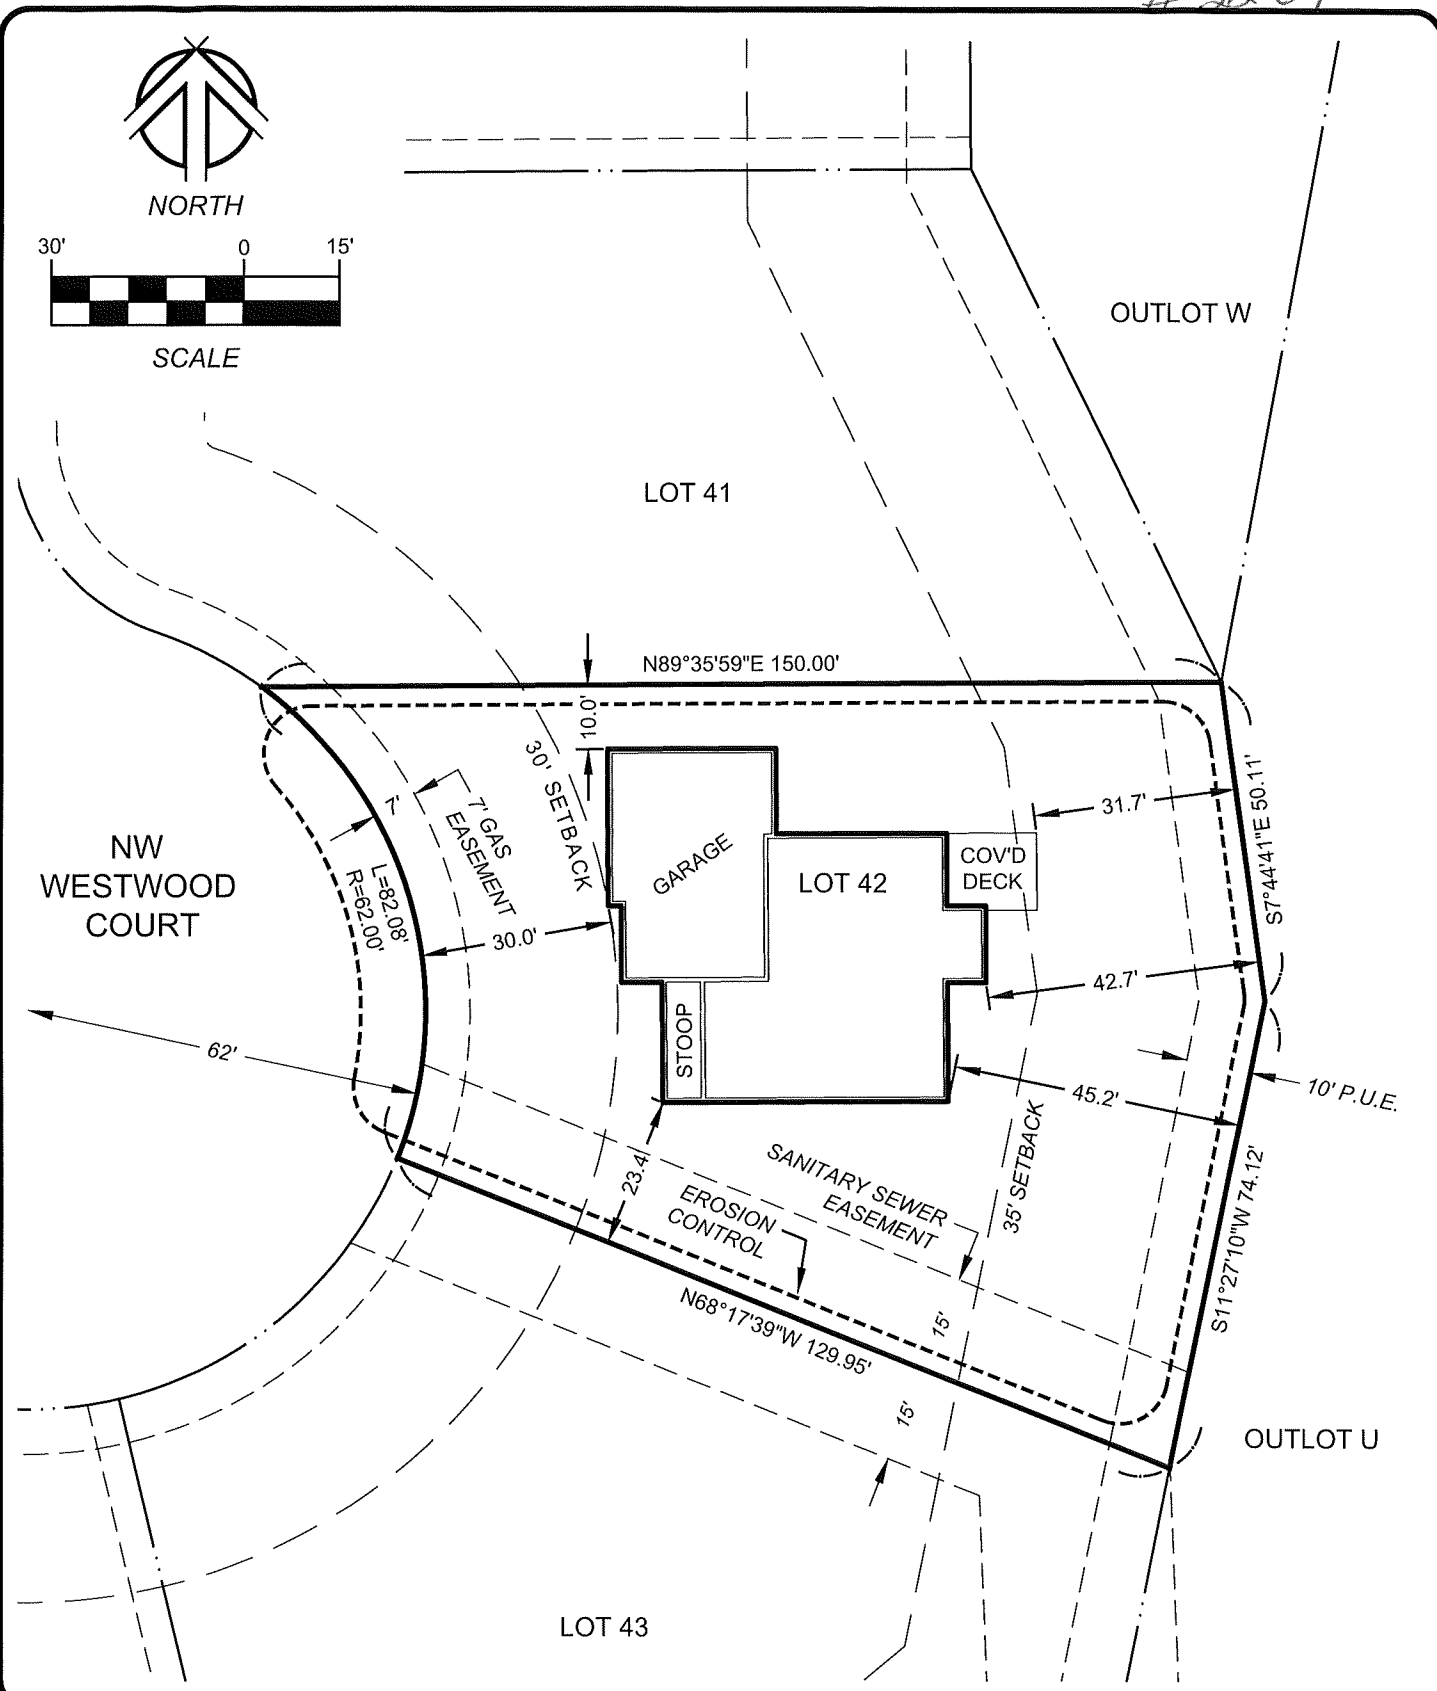 NORTH
30' 0 15'
SCALE
OUTLOT W
LOT 41
N89°35'59"E 150.00'
10.0'
30' SETBACK
7'
7' GAS
EASEMENT
L=82.08'
R=62.00'
30.0'
NW
WESTWOOD
COURT
GARAGE
LOT 42
COV'D
DECK
31.7'
S7°44'41"E 50.11'
42.7'
STOOP
62'
45.2'
10' P.U.E.
23.4'
SANITARY SEWER
EASEMENT
35' SETBACK
EROSION
CONTROL
S11°27'10"W 74.12'
N68°17'39"W 129.95'
15'
15'
OUTLOT U
LOT 43